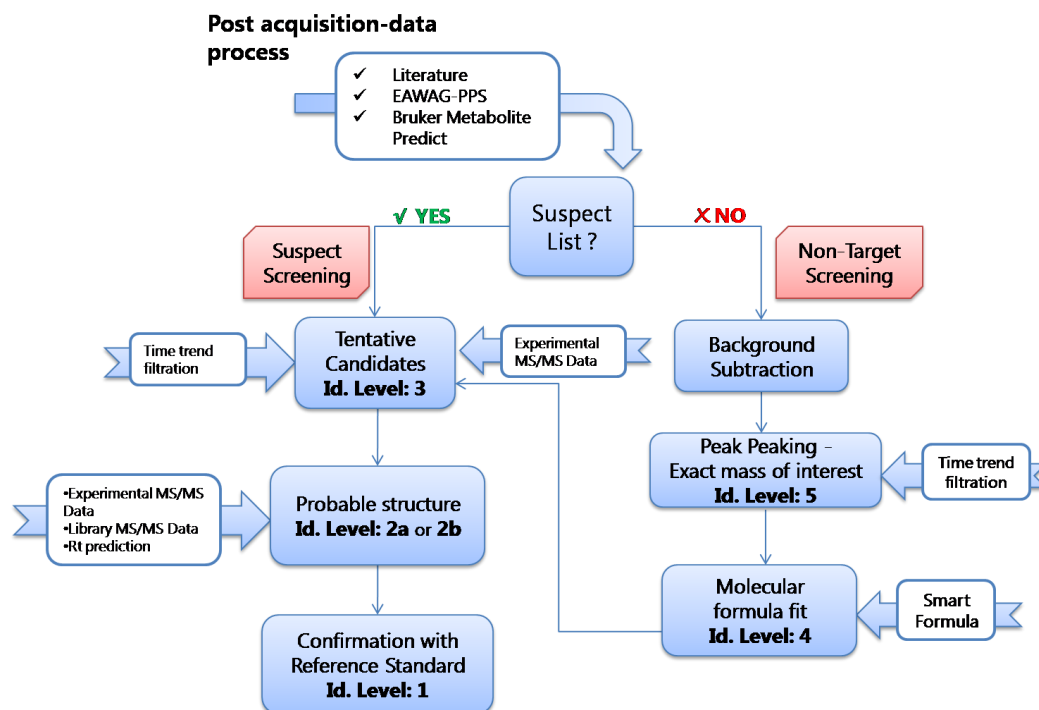 Post acquisition-data
process
✓ Literature
✓ EAWAG-PPS
✓ Bruker Metabolite
Predict
Suspect
List ?
√ YES
✗ NO
Suspect
Screening
Non-Target
Screening
Time trend
filtration
Tentative
Candidates
Id. Level: 3
Experimental
MS/MS Data
Background
Subtraction
Peak Peaking -
Exact mass of interest
Id. Level: 5
Time trend
filtration
•Experimental MS/MS
Data
•Library MS/MS Data
•Rt prediction
Probable structure
Id. Level: 2a or 2b
Molecular
formula fit
Id. Level: 4
Smart
Formula
Confirmation with
Reference Standard
Id. Level: 1